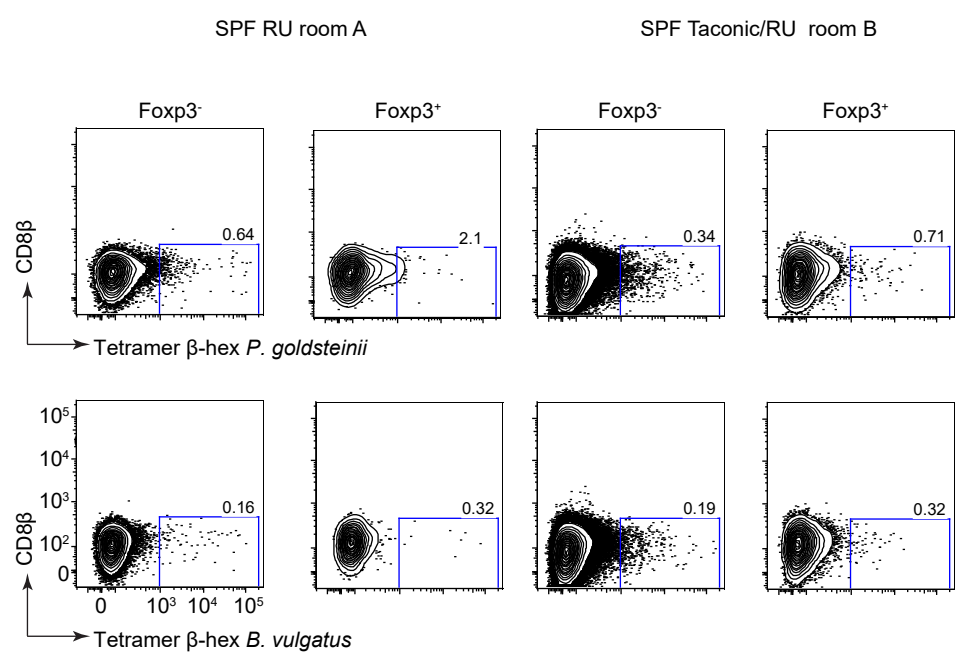 SPF RU room A SPF Taconic/RU room B
Foxp3⁻ Foxp3⁺ Foxp3⁻ Foxp3⁺
0.64 2.1 0.34 0.71
CD8β
Tetramer β-hex P. goldsteinii
0.16 0.32 0.19 0.32
10⁵
10⁴
10³
10²
0
CD8β
0 10³ 10⁴ 10⁵
Tetramer β-hex B. vulgatus